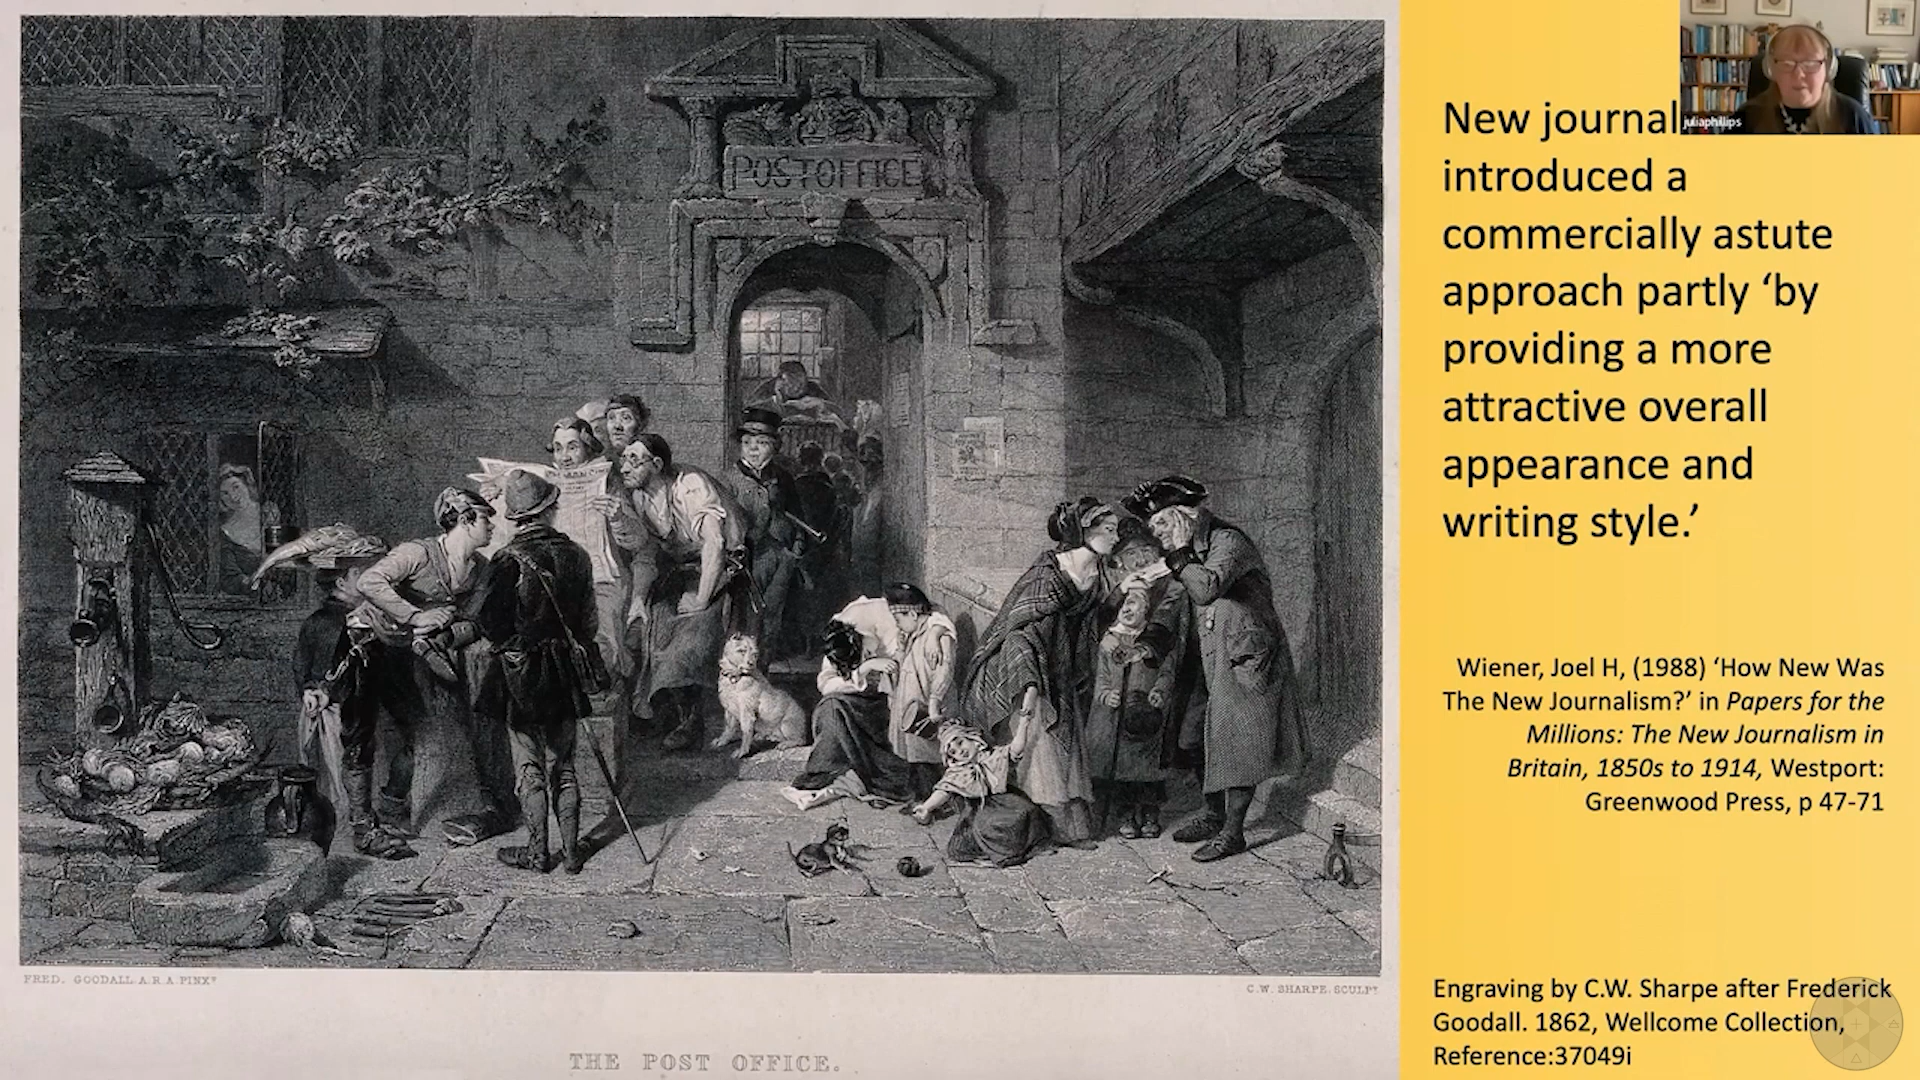 POST OFFICE
FRED. GOODALL. A.R.A. PINXT
C.W. SHARPE. SCULPT
THE POST OFFICE.
juliaphillips
New journal
introduced a
commercially astute
approach partly ‘by
providing a more
attractive overall
appearance and
writing style.’
Wiener, Joel H, (1988) ‘How New Was
The New Journalism?’ in Papers for the
Millions: The New Journalism in
Britain, 1850s to 1914, Westport:
Greenwood Press, p 47-71
Engraving by C.W. Sharpe after Frederick
Goodall. 1862, Wellcome Collection,
Reference:37049i